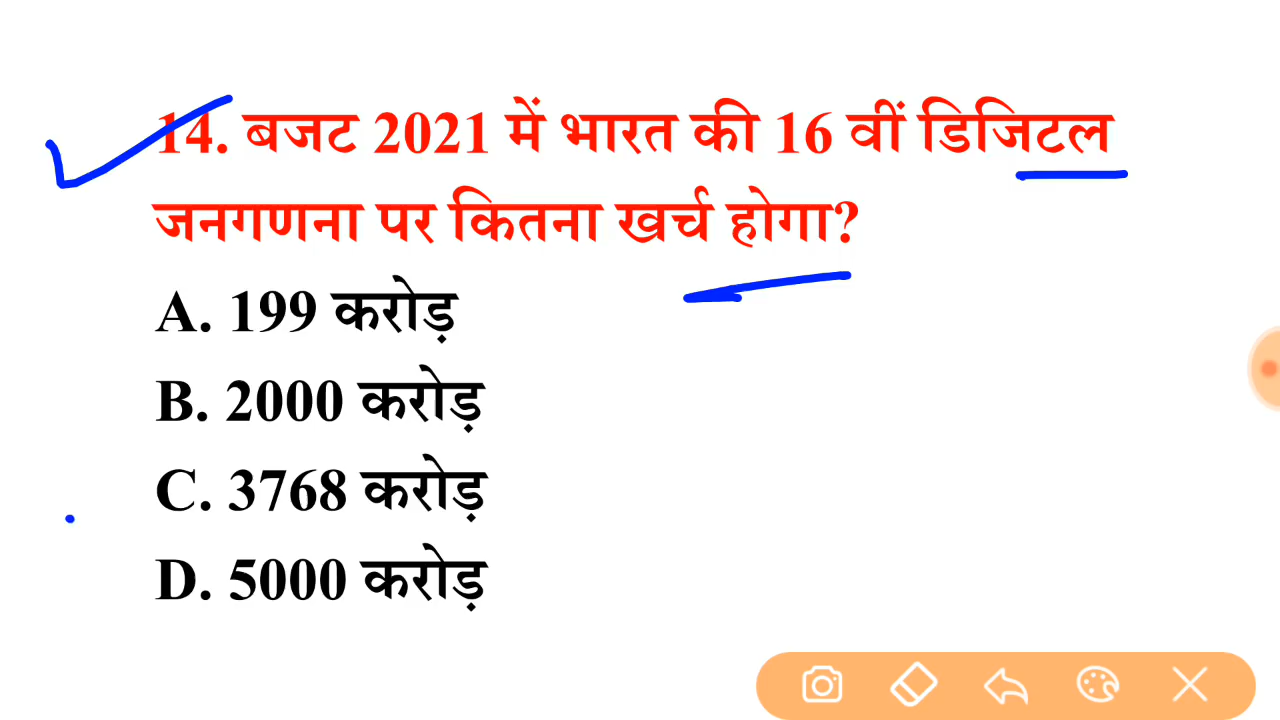 14. बजट 2021 में भारत की 16 वीं डिजिटल
जनगणना पर कितना खर्च होगा?
A. 199 करोड़
B. 2000 करोड़
C. 3768 करोड़
D. 5000 करोड़